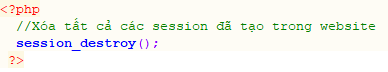 <?php
//Xóa tất cả các session đã tạo trong website
session_destroy();
?>